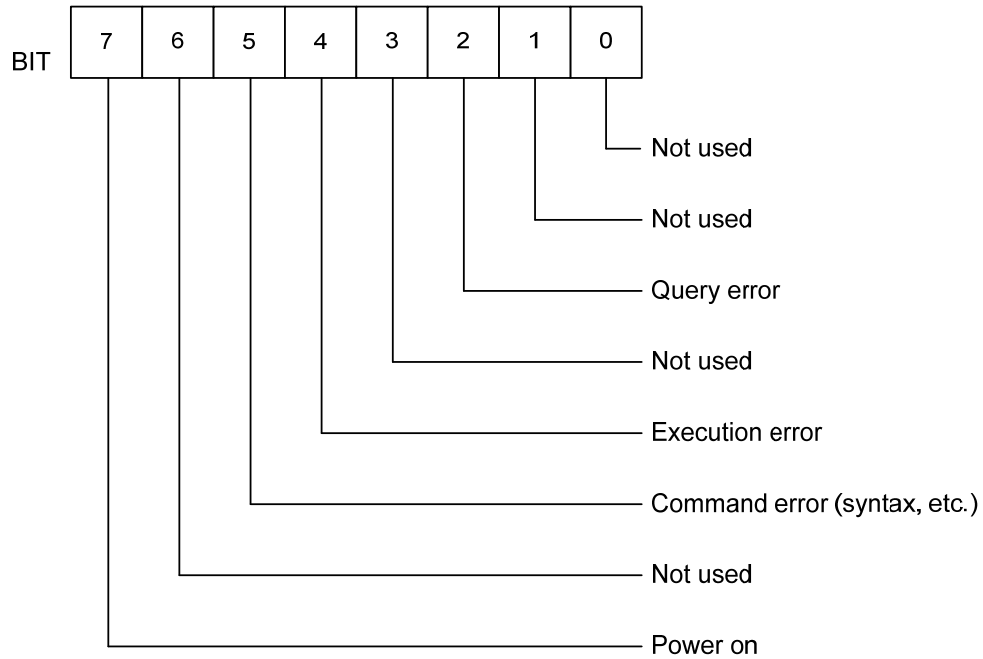 7 6 5 4 3 2 1 0
BIT
Not used
Not used
Query error
Not used
Execution error
Command error (syntax, etc.)
Not used
Power on